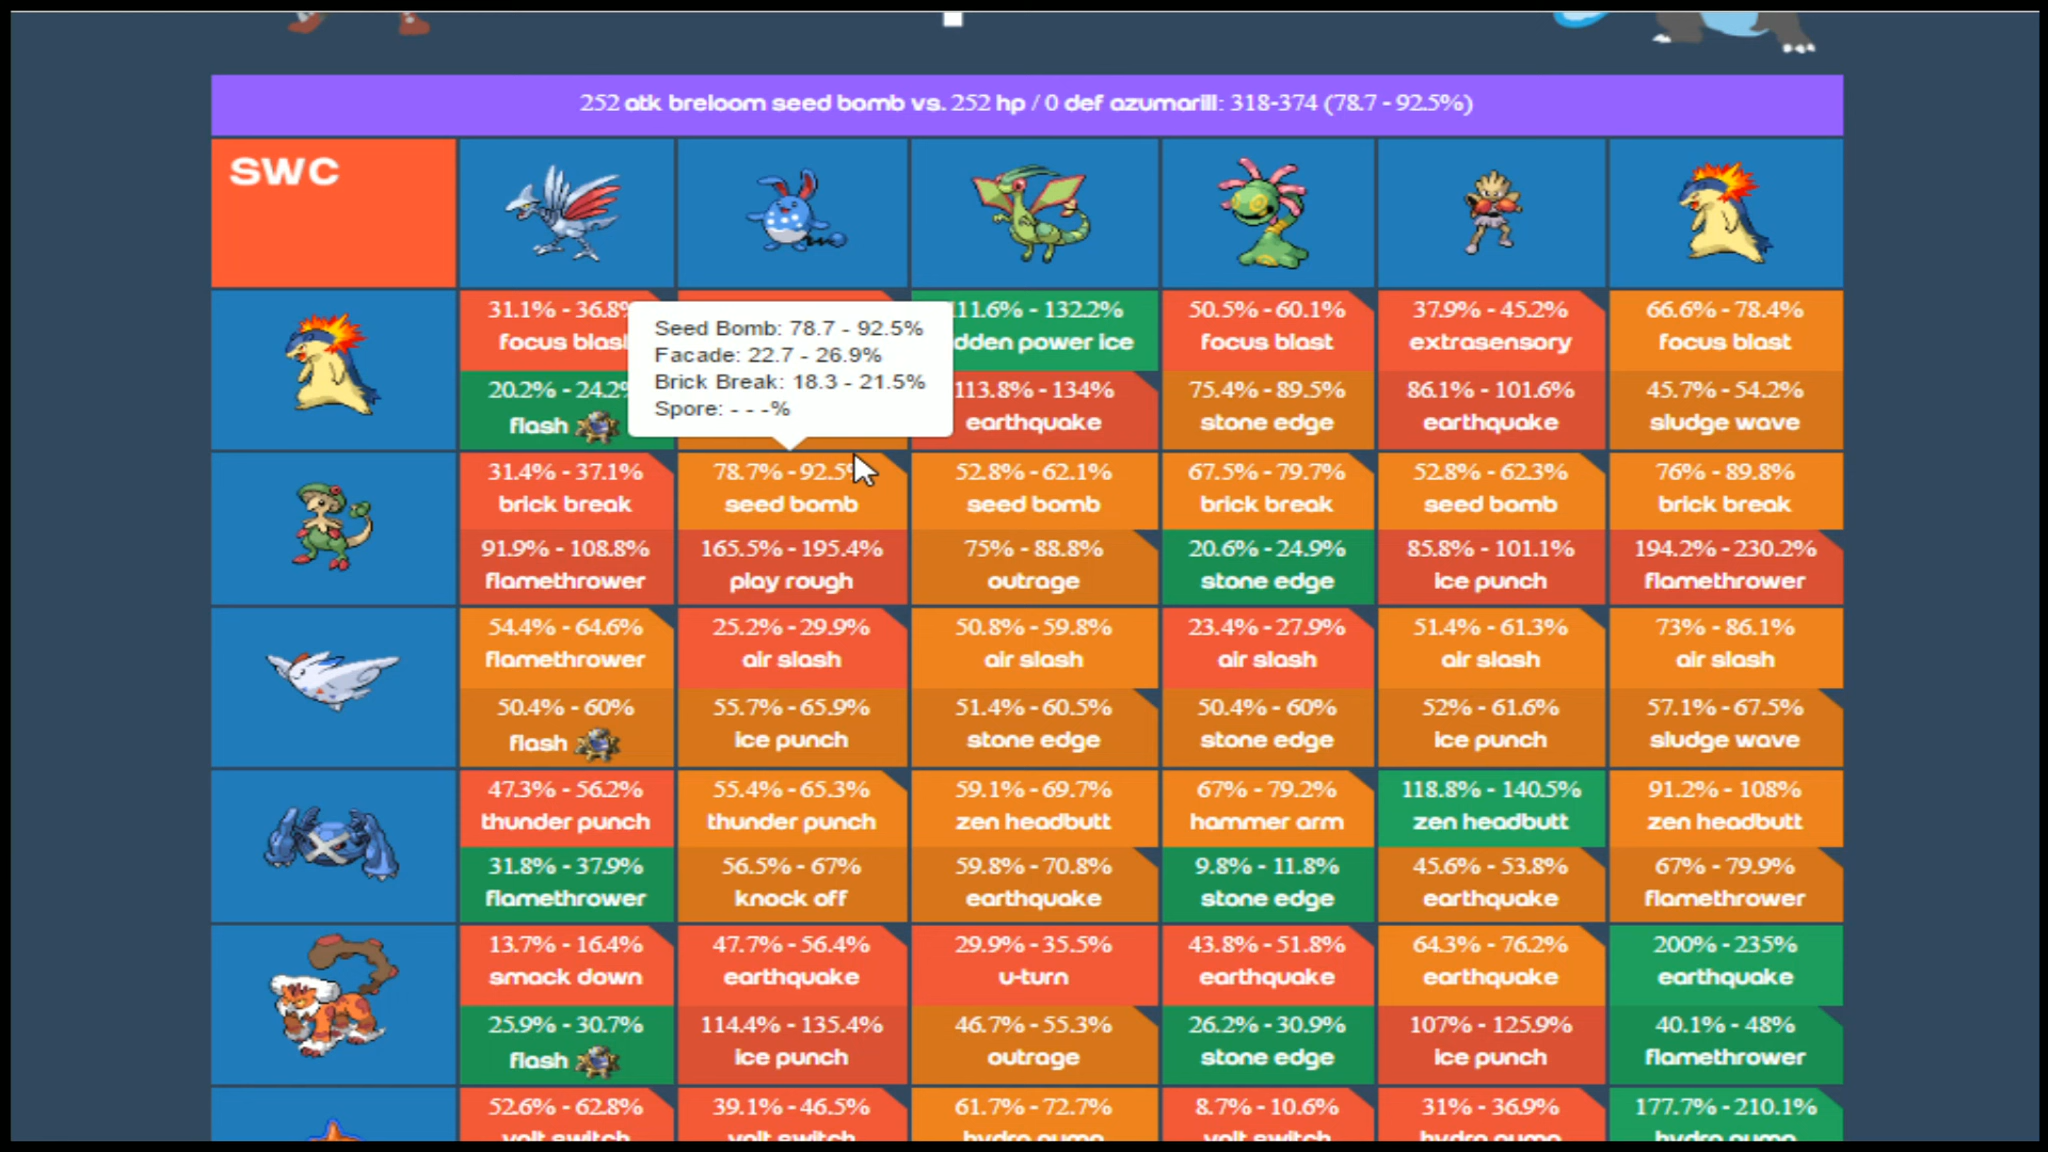 252 atk breloom seed bomb vs. 252 hp / 0 def azumarill: 318-374 (78.7 - 92.5%)
SWC
31.1% - 36.8%
focus blast
Seed Bomb: 78.7 - 92.5%
Facade: 22.7 - 26.9%
Brick Break: 18.3 - 21.5%
Spore: - - -%
111.6% - 132.2%
dden power ice
50.5% - 60.1%
focus blast
37.9% - 45.2%
extrasensory
66.6% - 78.4%
focus blast
20.2% - 24.2%
flash
113.8% - 134%
earthquake
75.4% - 89.5%
stone edge
86.1% - 101.6%
earthquake
45.7% - 54.2%
sludge wave
31.4% - 37.1%
brick break
78.7% - 92.5%
seed bomb
52.8% - 62.1%
seed bomb
67.5% - 79.7%
brick break
52.8% - 62.3%
seed bomb
76% - 89.8%
brick break
91.9% - 108.8%
flamethrower
165.5% - 195.4%
play rough
75% - 88.8%
outrage
20.6% - 24.9%
stone edge
85.8% - 101.1%
ice punch
194.2% - 230.2%
flamethrower
54.4% - 64.6%
flamethrower
25.2% - 29.9%
air slash
50.8% - 59.8%
air slash
23.4% - 27.9%
air slash
51.4% - 61.3%
air slash
73% - 86.1%
air slash
50.4% - 60%
flash
55.7% - 65.9%
ice punch
51.4% - 60.5%
stone edge
50.4% - 60%
stone edge
52% - 61.6%
ice punch
57.1% - 67.5%
sludge wave
47.3% - 56.2%
thunder punch
55.4% - 65.3%
thunder punch
59.1% - 69.7%
zen headbutt
67% - 79.2%
hammer arm
118.8% - 140.5%
zen headbutt
91.2% - 108%
zen headbutt
31.8% - 37.9%
flamethrower
56.5% - 67%
knock off
59.8% - 70.8%
earthquake
9.8% - 11.8%
stone edge
45.6% - 53.8%
earthquake
67% - 79.9%
flamethrower
13.7% - 16.4%
smack down
47.7% - 56.4%
earthquake
29.9% - 35.5%
u-turn
43.8% - 51.8%
earthquake
64.3% - 76.2%
earthquake
200% - 235%
earthquake
25.9% - 30.7%
flash
114.4% - 135.4%
ice punch
46.7% - 55.3%
outrage
26.2% - 30.9%
stone edge
107% - 125.9%
ice punch
40.1% - 48%
flamethrower
52.6% - 62.8%
volt switch
39.1% - 46.5%
volt switch
61.7% - 72.7%
hydro pump
8.7% - 10.6%
volt switch
31% - 36.9%
hydro pump
177.7% - 210.1%
hydro pump